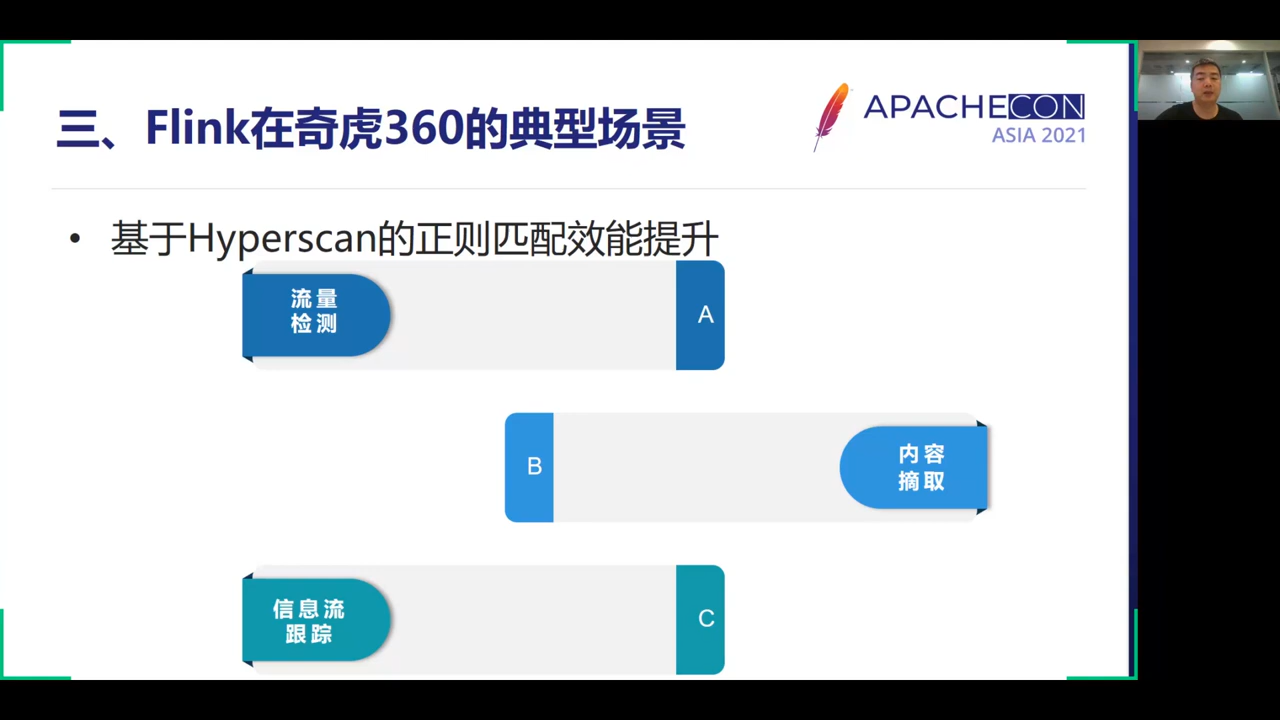 三、Flink在奇虎360的典型场景
APACHECON
ASIA 2021
• 基于Hyperscan的正则匹配效能提升
流量
检测
A
B
内容
摘取
信息流
跟踪
C